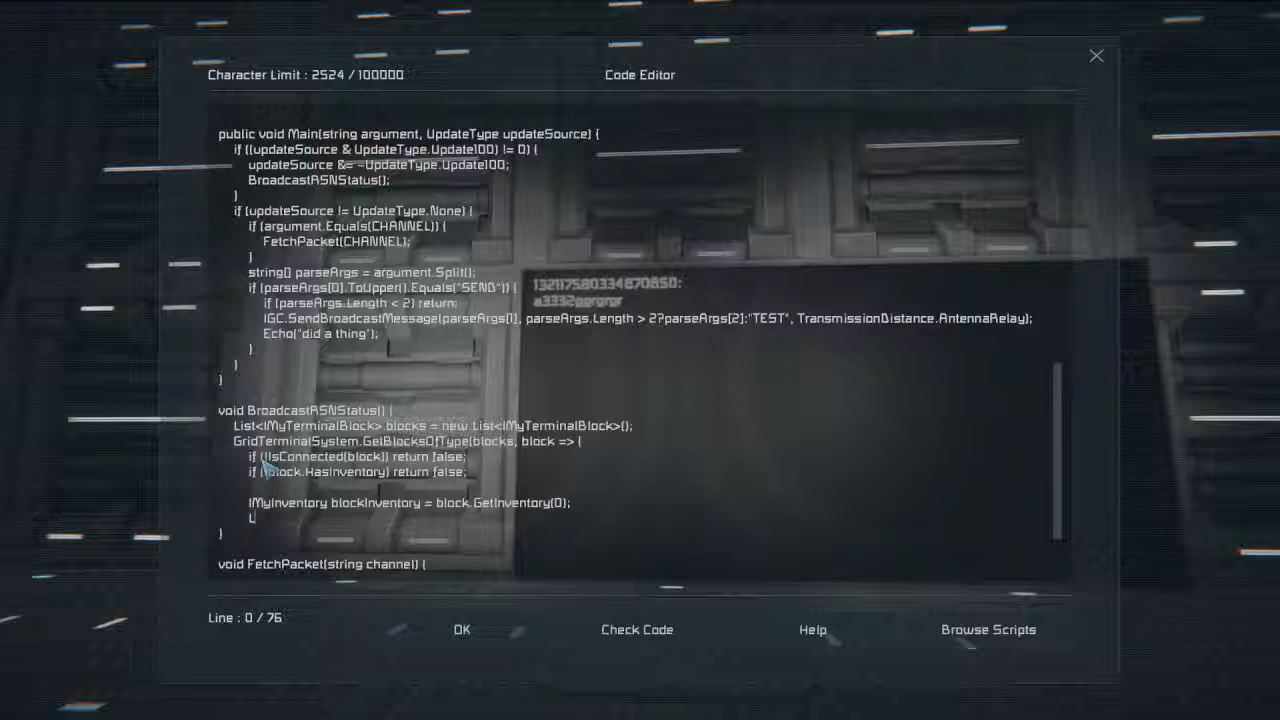 Character Limit : 2524 / 100000
Code Editor
public void Main(string argument, UpdateType updateSource) {
if ((updateSource & UpdateType.Update100) != 0) {
updateSource &= ~UpdateType.Update100;
BroadcastRSNStatus();
}
if (updateSource != UpdateType.None) {
if (argument.Equals(CHANNEL)) {
FetchPacket(CHANNEL);
}
string[] parseArgs = argument.Split();
if (parseArgs[0].ToUpper().Equals("SEND")) {
if (parseArgs.Length < 2) return;
IGC.SendBroadcastMessage(parseArgs[1], parseArgs.Length > 2?parseArgs[2]:"TEST", TransmissionDistance.AntennaRelay);
Echo("did a thing");
}
}
}
void BroadcastRSNStatus() {
List<IMyTerminalBlock> blocks = new List<IMyTerminalBlock>();
GridTerminalSystem.GetBlocksOfType(blocks, block => {
if (!IsConnected(block)) return false;
if (!block.HasInventory) return false;
IMyInventory blockInventory = block.GetInventory(0);
L
}
void FetchPacket(string channel) {
Line : 0 / 76
OK
Check Code
Help
Browse Scripts